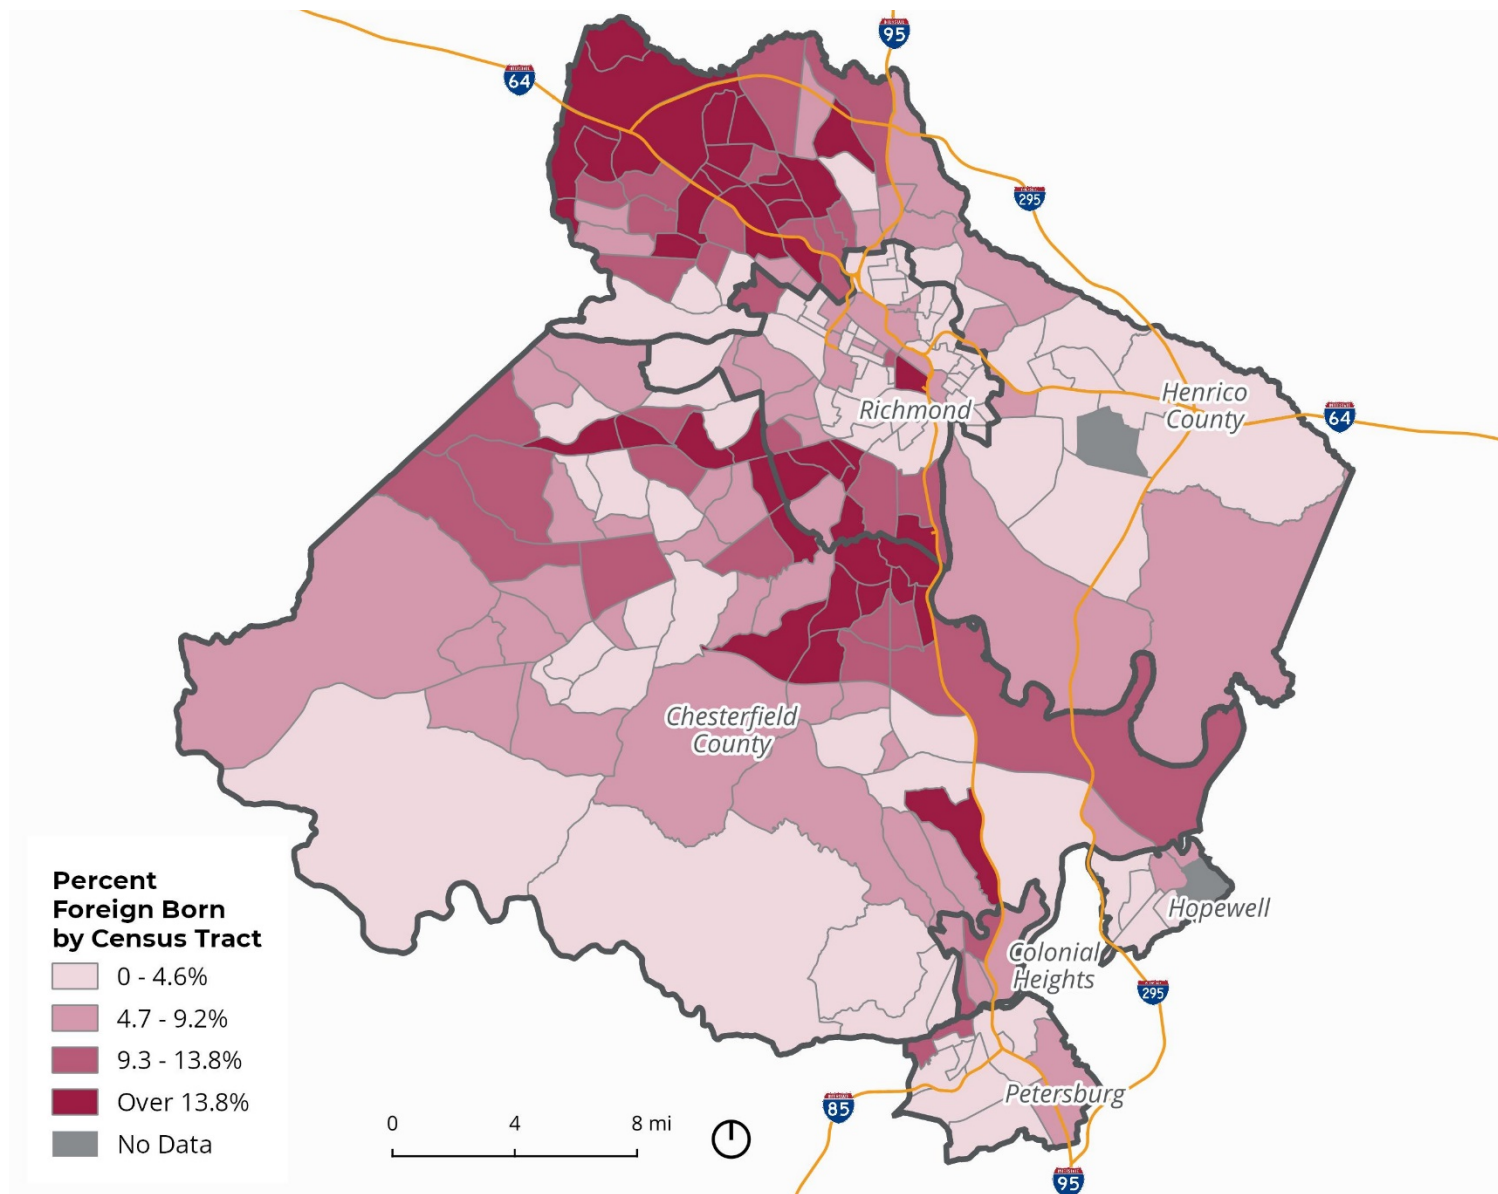 95
64
295
Henrico
County
Richmond
64
Chesterfield
County
Percent
Foreign Born
by Census Tract
0 - 4.6%
4.7 - 9.2%
9.3 - 13.8%
Over 13.8%
No Data
Hopewell
Colonial
Heights
295
Petersburg
85
0 4 8 mi
95